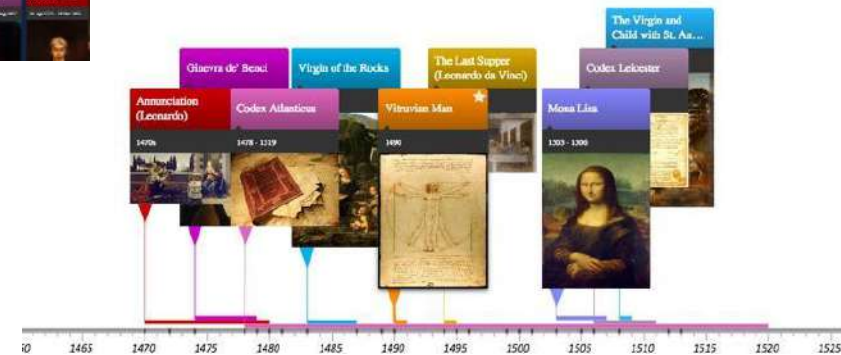 The Virgin and
Child with St. An…
Ginevra de' Benci
Virgin of the Rocks
The Last Supper
(Leonardo da Vinci)
Codex Leicester
Annunciation
(Leonardo)
Codex Atlanticus
Vitruvian Man
Mona Lisa
1470s
1478 - 1519
1490
1503 - 1506
1465
1470
1475
1480
1485
1490
1495
1500
1505
1510
1515
1520
1525